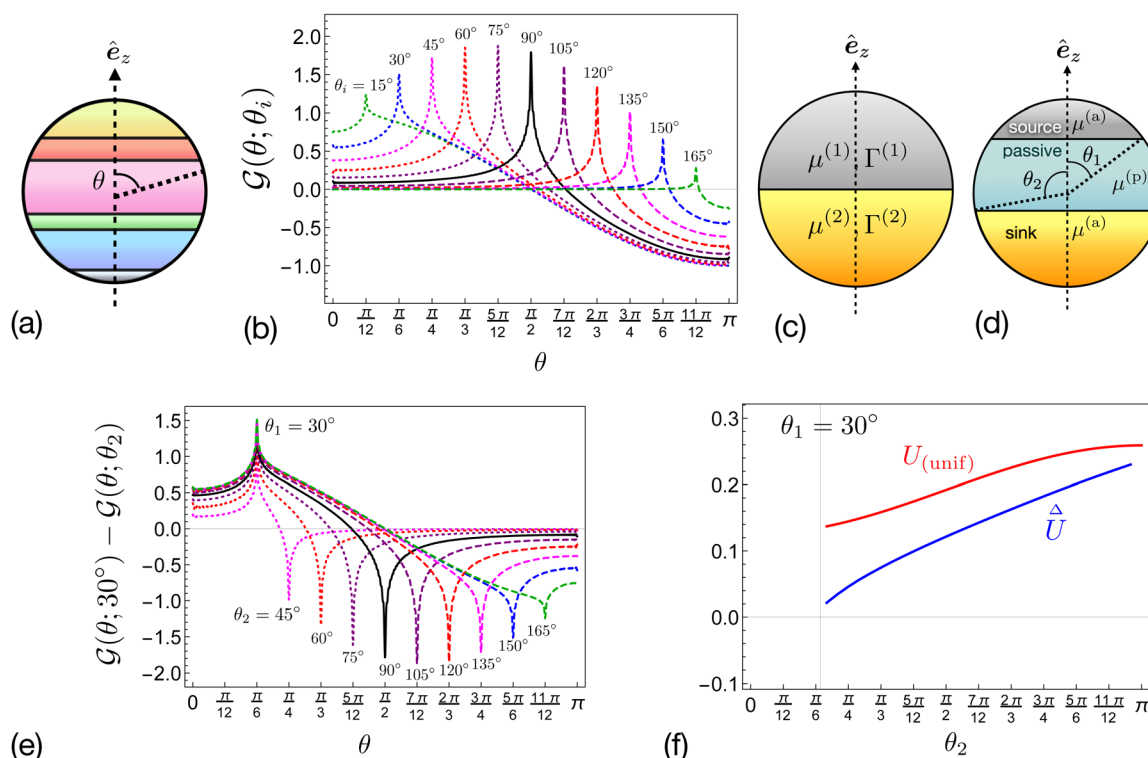 ê_z
θ
(a)
G(θ; θ_i)
1.5
1.0
0.5
0.0
−0.5
−1.0
θ_i = 15°
30°
45°
60°
75°
90°
105°
120°
135°
150°
165°
0 π/12 π/6 π/4 π/3 5π/12 π/2 7π/12 2π/3 3π/4 5π/6 11π/12 π
θ
(b)
ê_z
μ^(1), Γ^(1)
μ^(2), Γ^(2)
(c)
ê_z
source μ^(a)
passive θ_1
θ_2 μ^(p)
sink μ^(a)
(d)
G(θ; 30°) − G(θ; θ_2)
1.5
1.0
0.5
0.0
−0.5
−1.0
−1.5
−2.0
θ_1 = 30°
θ_2 = 45°
60°
75°
90°
105°
120°
135°
150°
165°
0 π/12 π/6 π/4 π/3 5π/12 π/2 7π/12 2π/3 3π/4 5π/6 11π/12 π
θ
(e)
0.3
0.2
0.1
0.0
−0.1
θ_1 = 30°
U_(unif)
Û^Δ
0 π/12 π/6 π/4 π/3 5π/12 π/2 7π/12 2π/3 3π/4 5π/6 11π/12 π
θ_2
(f)